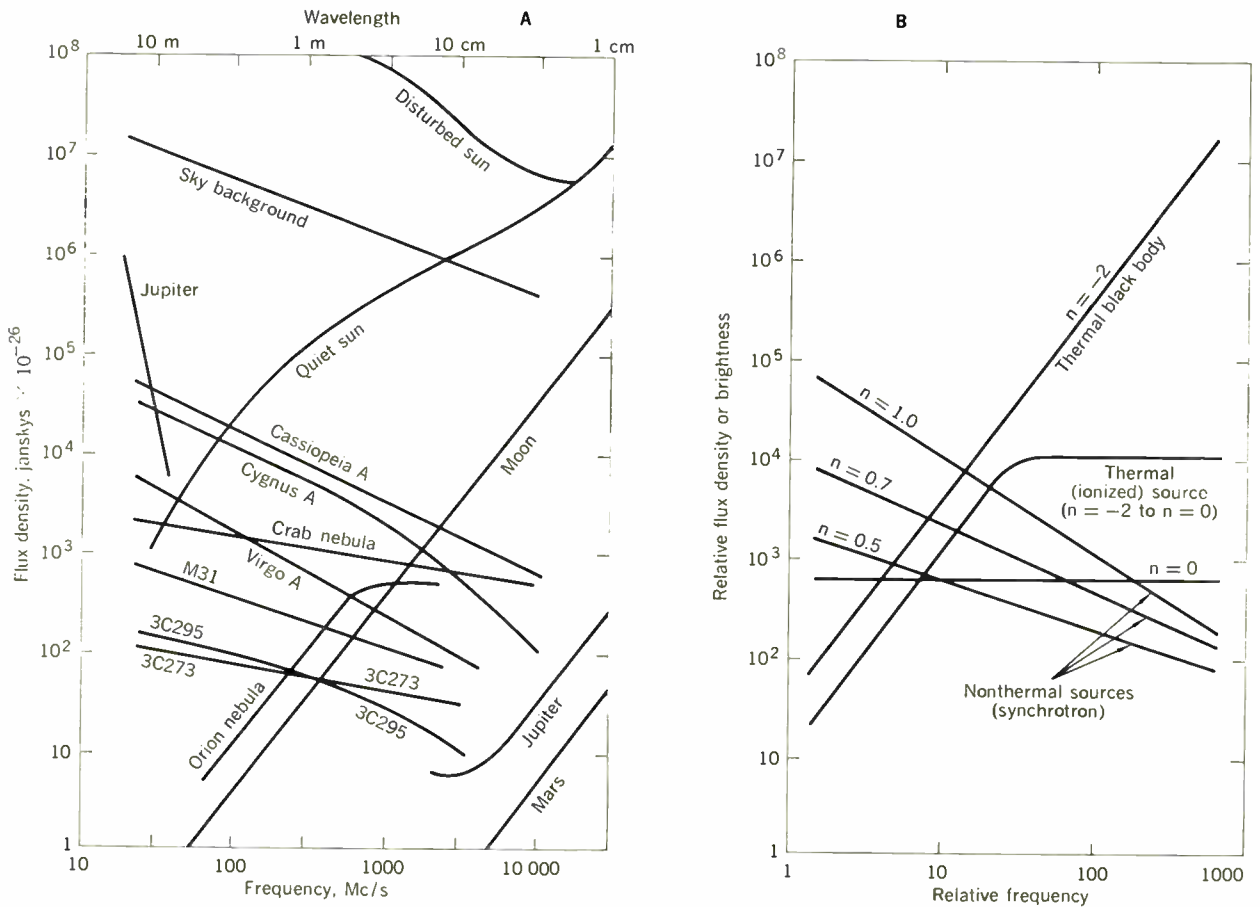 Wavelength
A
10 m
1 m
10 cm
1 cm
10⁸
10⁷
10⁶
10⁵
10⁴
10³
10²
10
1
Flux density, janskys × 10⁻²⁶
Disturbed sun
Sky background
Jupiter
Quiet sun
Cassiopeia A
Cygnus A
Moon
Crab nebula
Virgo A
M31
3C295
3C273
3C273
3C295
Orion nebula
Jupiter
Mars
10
100
1000
10 000
Frequency, Mc/s
B
10⁸
10⁷
10⁶
10⁵
10⁴
10³
10²
10
1
Relative flux density or brightness
n = −2
Thermal black body
n = 1.0
n = 0.7
n = 0.5
Thermal
(ionized) source
(n = −2 to n = 0)
n = 0
Nonthermal sources
(synchrotron)
1
10
100
1000
Relative frequency